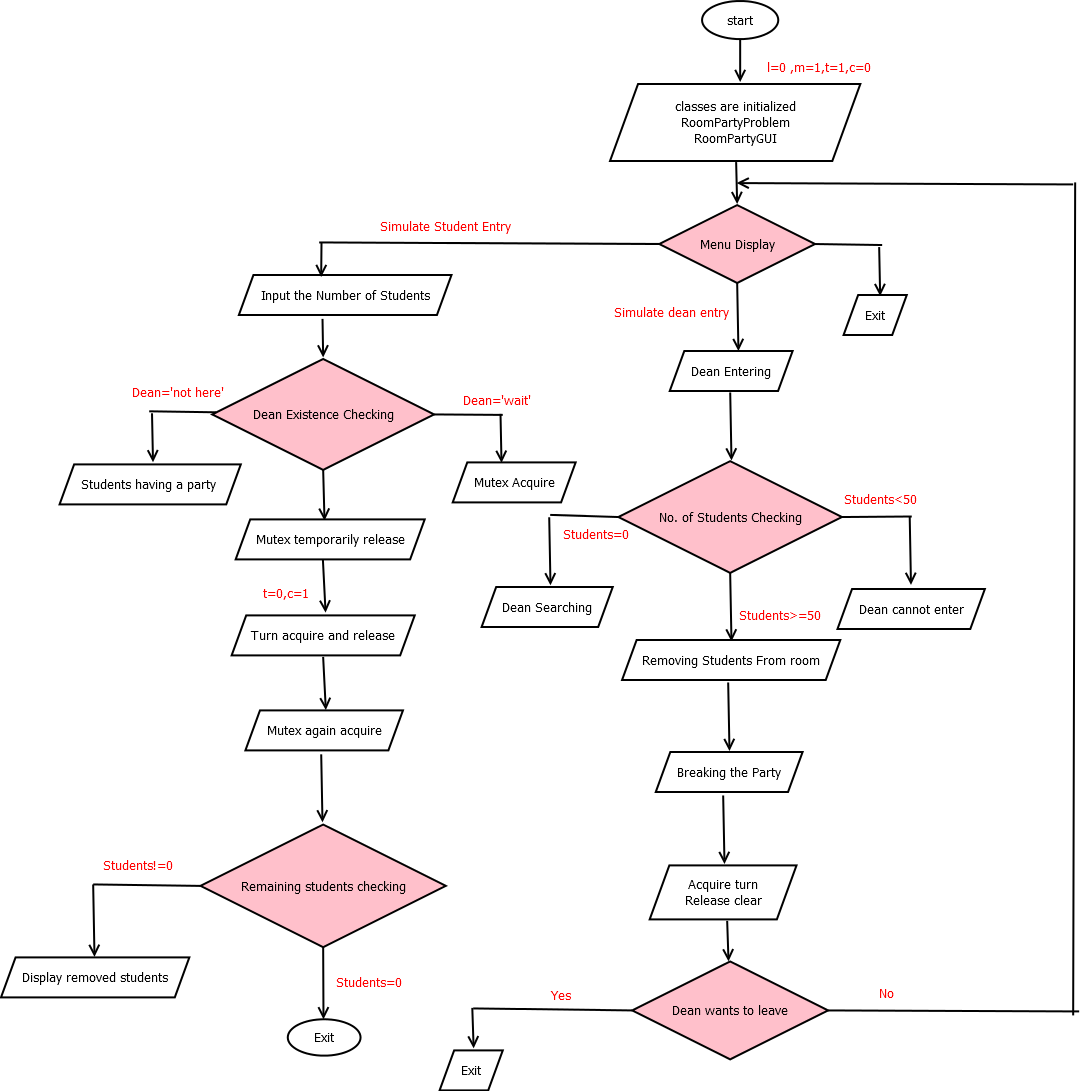 start
l=0 ,m=1,t=1,c=0
classes are initialized
RoomPartyProblem
RoomPartyGUI
Simulate Student Entry
Menu Display
Input the Number of Students
Simulate dean entry
Exit
Dean Entering
Dean='not here'
Dean='wait'
Dean Existence Checking
Students having a party
Mutex Acquire
Students<50
No. of Students Checking
Students=0
Mutex temporarily release
t=0,c=1
Dean Searching
Dean cannot enter
Students>=50
Turn acquire and release
Removing Students From room
Mutex again acquire
Breaking the Party
Students!=0
Remaining students checking
Acquire turn
Release clear
Display removed students
Students=0
Yes
No
Dean wants to leave
Exit
Exit